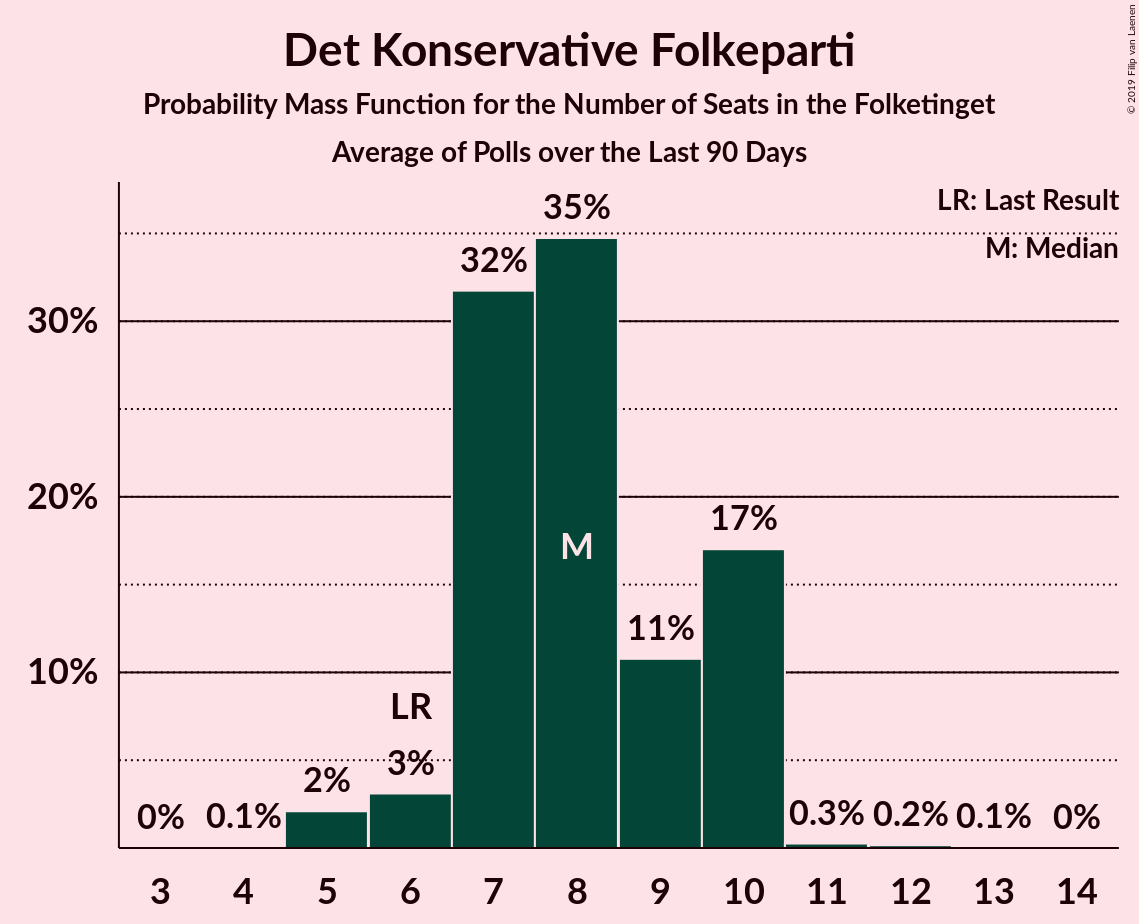 Det Konservative Folkeparti
Probability Mass Function for the Number of Seats in the Folketinget
Average of Polls over the Last 90 Days
© 2019 Filip van Laenen
LR: Last Result
M: Median
35%
32%
30%
20%
17%
M
11%
10%
LR
3%
2%
0% 0.1% 0.3% 0.2% 0.1% 0%
3 4 5 6 7 8 9 10 11 12 13 14